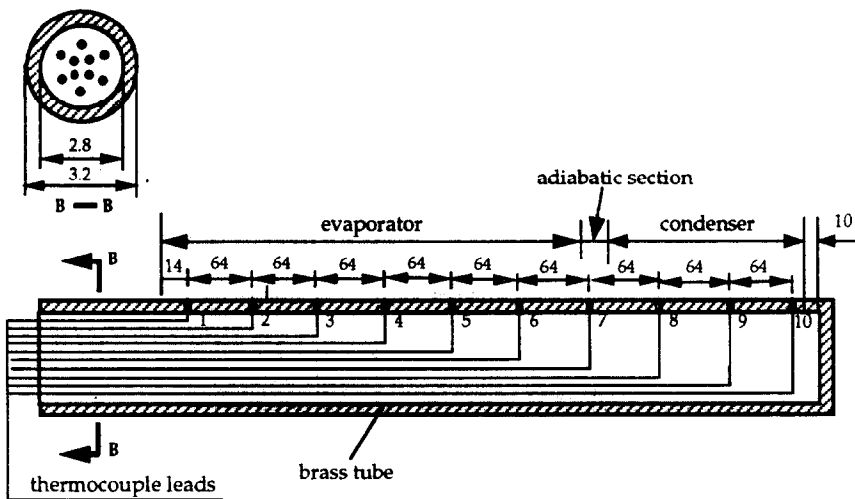 2.8
3.2
B — B
adiabatic section
evaporator
condenser
10
B
14 64 64 64 64 64 64 64 64 64
1 2 3 4 5 6 7 8 9 10
B
brass tube
thermocouple leads